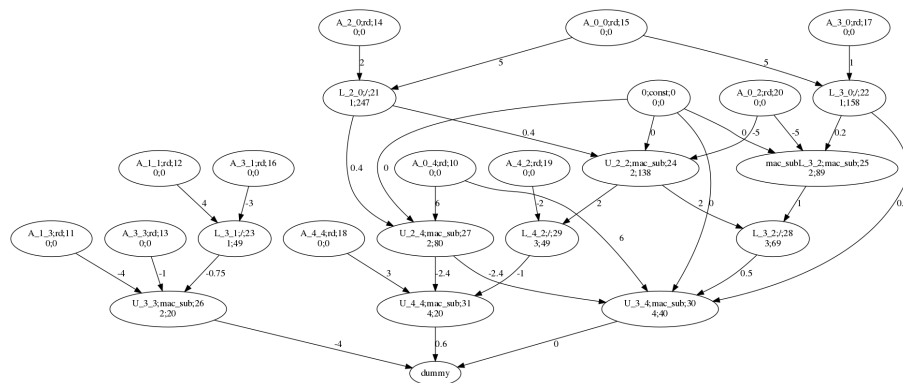 A_2_0;rd;14
0;0
A_0_0;rd;15
0;0
A_3_0;rd;17
0;0
2
5
5
1
L_2_0;/;21
1;247
0;const;0
0;0
A_0_2;rd;20
0;0
L_3_0;/;22
1;158
0.4
0
0
-5
-5
0.2
A_1_1;rd;12
0;0
A_3_1;rd;16
0;0
0.4
0
A_0_4;rd;10
0;0
A_4_2;rd;19
0;0
U_2_2;mac_sub;24
2;138
mac_subL_3_2;mac_sub;25
2;89
4
-3
6
-2
2
2
0
1
0.
A_1_3;rd;11
0;0
A_3_3;rd;13
0;0
L_3_1;/;23
1;49
A_4_4;rd;18
0;0
U_2_4;mac_sub;27
2;80
L_4_2;/;29
3;49
6
L_3_2;/;28
3;69
-4
-1
-0.75
3
-2.4
-1
-2.4
0.5
U_3_3;mac_sub;26
2;20
U_4_4;mac_sub;31
4;20
U_3_4;mac_sub;30
4;40
-4
0.6
0
dummy